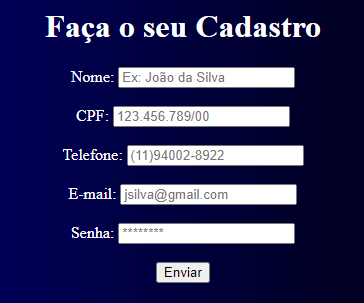 Faça o seu Cadastro
Nome: Ex: João da Silva
CPF: 123.456.789/00
Telefone: (11)94002-8922
E-mail: jsilva@gmail.com
Senha: ********
Enviar